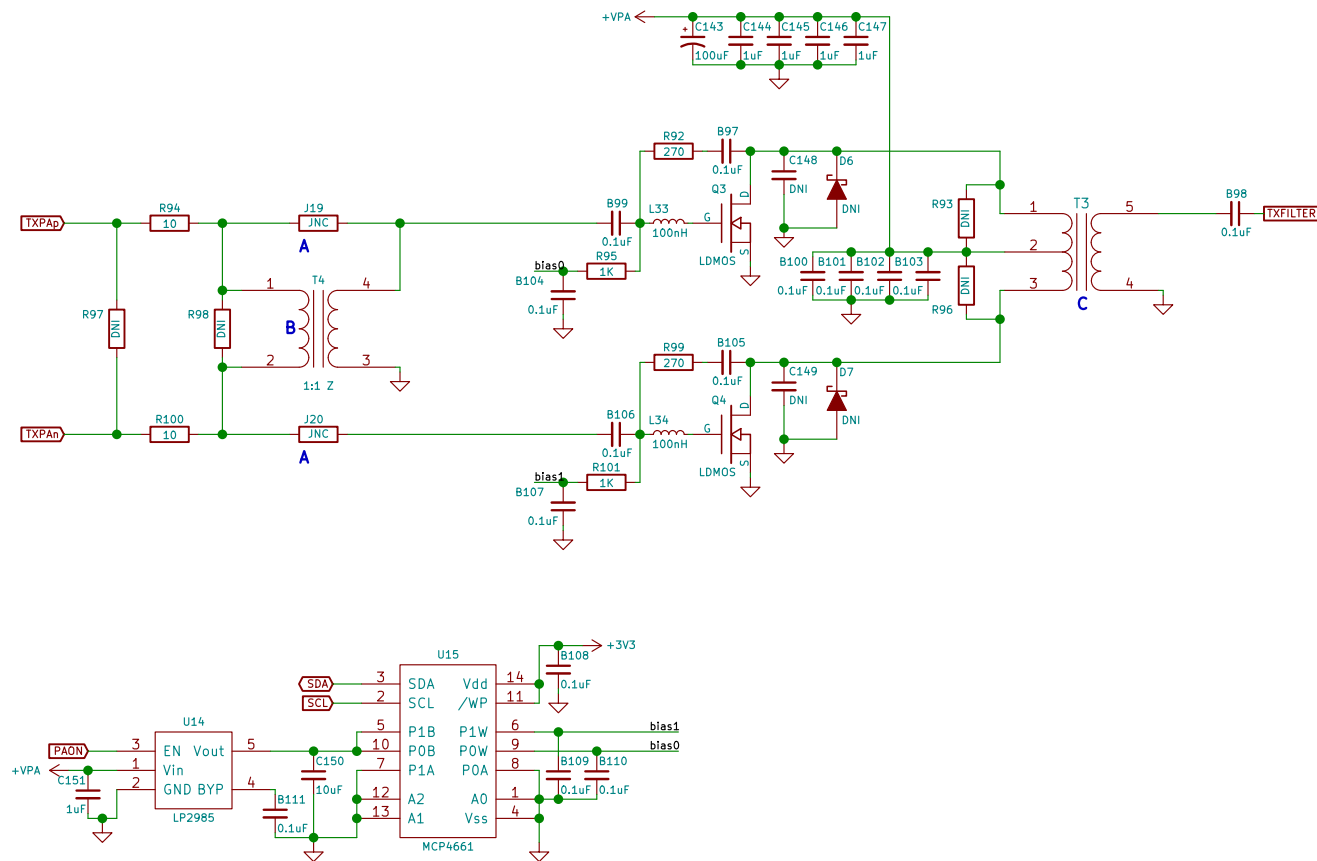 +VPA
C143 C144 C145 C146 C147
+
100uF 1uF 1uF 1uF 1uF
R92 B97
270
0.1uF
C148 D6
DNI
DNI
Q3
D
G
S
LDMOS
TXPAp
R94
10
J19
JNC
A
B99
0.1uF
L33
100nH
bias0
R95
1K
B104
0.1uF
R93
DNI
T3
1 5
2
3 4
C
B98
0.1uF
TXFILTER
B100 B101 B102 B103
0.1uF 0.1uF 0.1uF 0.1uF
R96
DNI
R97
DNI
R98
DNI
T4
1 4
B
2 3
1:1 Z
R99 B105
270
0.1uF
C149 D7
DNI
DNI
Q4
D
G
S
LDMOS
TXPAn
R100
10
J20
JNC
A
B106
0.1uF
L34
100nH
bias1
R101
1K
B107
0.1uF
U15
+3V3
B108
0.1uF
SDA 3 SDA Vdd 14
SCL 2 SCL /WP 11
5 P1B P1W 6 bias1
10 P0B P0W 9 bias0
7 P1A P0A 8
12 A2 A0 1
13 A1 Vss 4
MCP4661
B109 B110
0.1uF 0.1uF
U14
PAON 3 EN Vout 5
+VPA 1 Vin
2 GND BYP 4
LP2985
C151
1uF
C150
10uF
B111
0.1uF